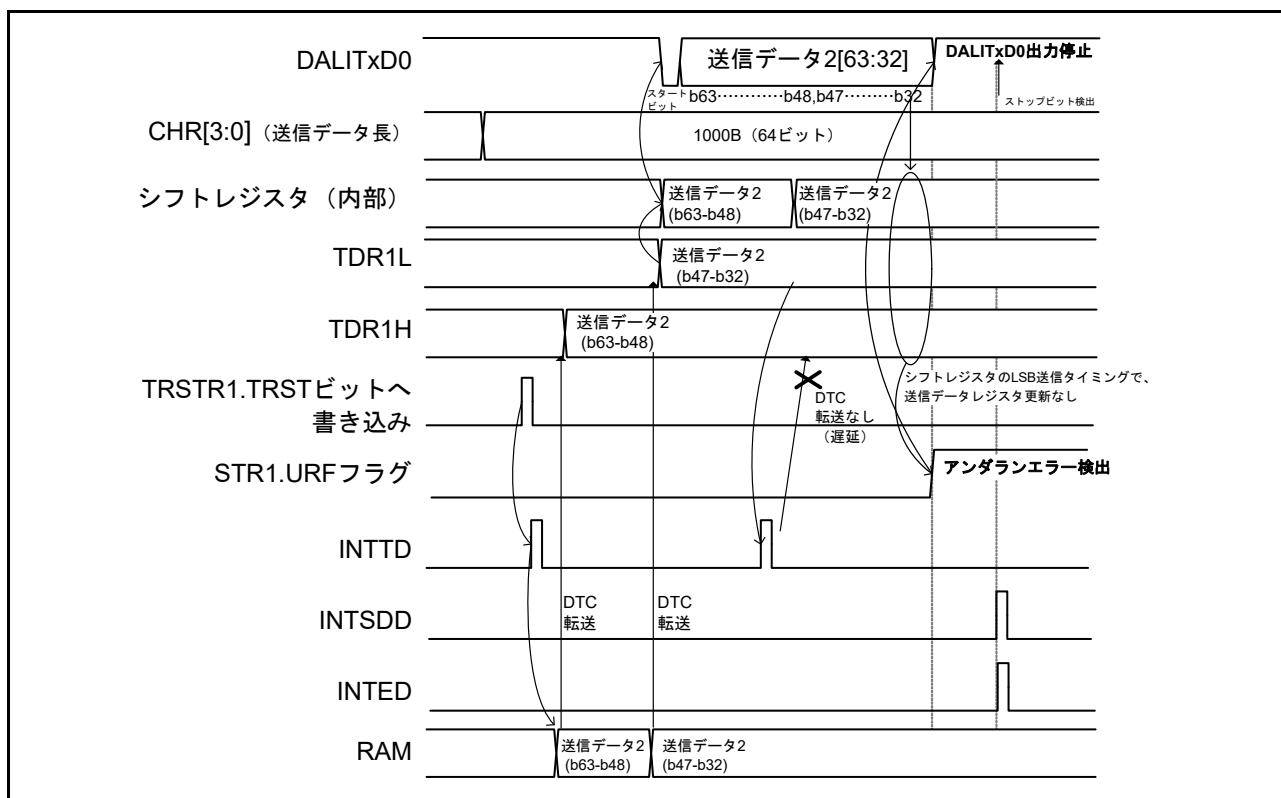 DALITxD0
送信データ2[63:32]
DALITxD0出力停止
スタート
ビット
b63…………b48,b47………b32
ストップビット検出
CHR[3:0]（送信データ長）
1000B（64ビット）
シフトレジスタ（内部）
送信データ2
(b63-b48)
送信データ2
(b47-b32)
TDR1L
送信データ2
(b47-b32)
TDR1H
送信データ2
(b63-b48)
TRSTR1.TRSTビットへ
書き込み
DTC
転送なし
（遅延）
シフトレジスタのLSB送信タイミングで、
送信データレジスタ更新なし
STR1.URFフラグ
アンダランエラー検出
INTTD
INTSDD
DTC
転送
DTC
転送
INTED
RAM
送信データ2
(b63-b48)
送信データ2
(b47-b32)